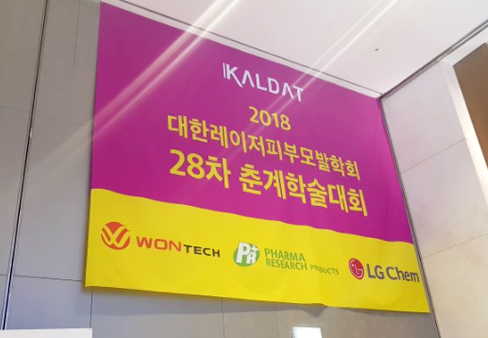 KALDAT
2018
대한레이저피부모발학회
28차 춘계학술대회
WONTECH
PHARMA
RESEARCH PRODUCTS
LG Chem